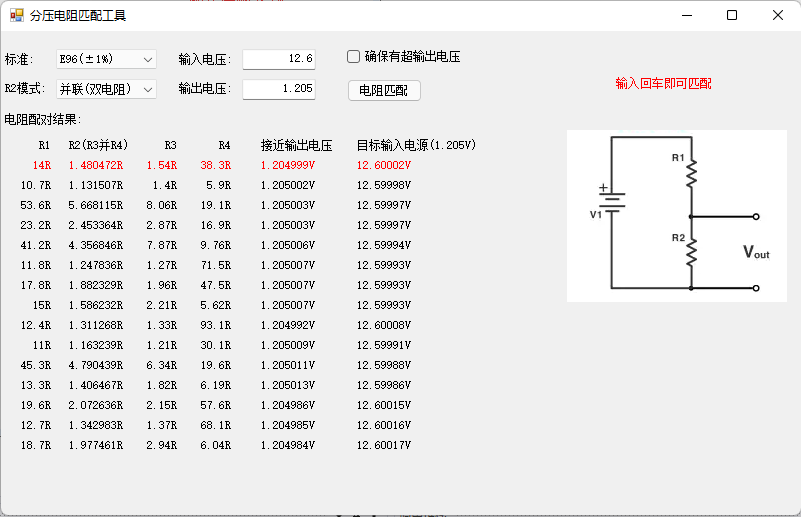 分压电阻匹配工具
标准: E96(±1%) 输入电压: 12.6 确保有超输出电压
R2模式: 并联(双电阻) 输出电压: 1.205 电阻匹配
输入回车即可匹配
电阻配对结果:
R1 R2(R3并R4) R3 R4 接近输出电压 目标输入电源(1.205V)
14R 1.480472R 1.54R 38.3R 1.204999V 12.60002V
10.7R 1.131507R 1.4R 5.9R 1.205002V 12.59998V
53.6R 5.668115R 8.06R 19.1R 1.205003V 12.59997V
23.2R 2.453364R 2.87R 16.9R 1.205003V 12.59997V
41.2R 4.356846R 7.87R 9.76R 1.205006V 12.59994V
11.8R 1.247836R 1.27R 71.5R 1.205007V 12.59993V
17.8R 1.882329R 1.96R 47.5R 1.205007V 12.59993V
15R 1.586232R 2.21R 5.62R 1.205007V 12.59993V
12.4R 1.311268R 1.33R 93.1R 1.204992V 12.60008V
11R 1.163239R 1.21R 30.1R 1.205009V 12.59991V
45.3R 4.790439R 6.34R 19.6R 1.205011V 12.59988V
13.3R 1.406467R 1.82R 6.19R 1.205013V 12.59986V
19.6R 2.072636R 2.15R 57.6R 1.204986V 12.60015V
12.7R 1.342983R 1.37R 68.1R 1.204985V 12.60016V
18.7R 1.977461R 2.94R 6.04R 1.204984V 12.60017V
R1
+
V1
R2
Vout